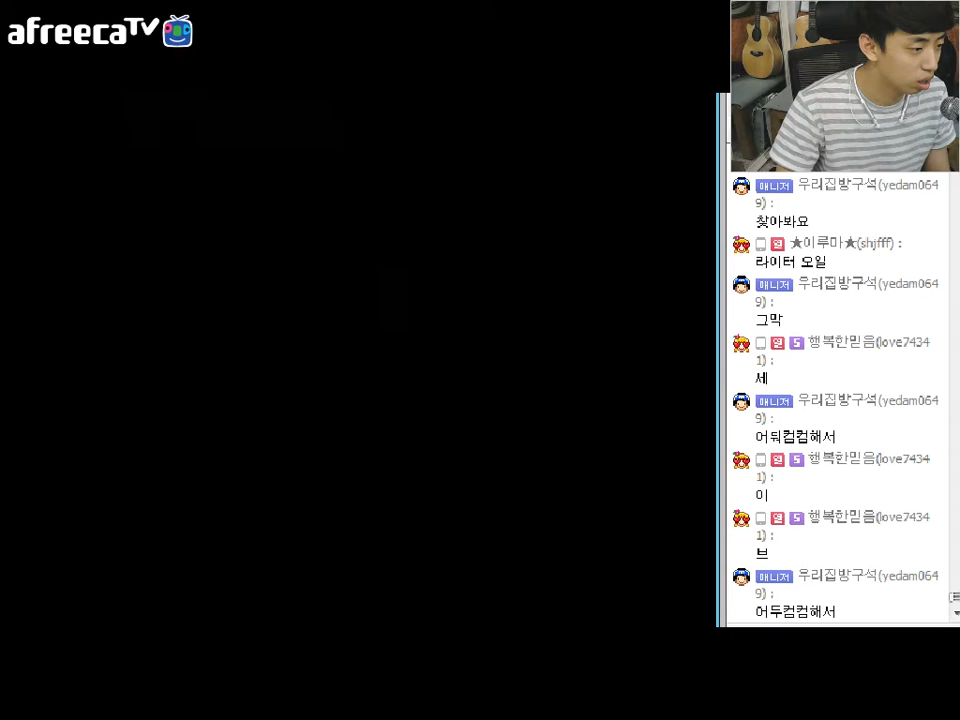 afreecaTV
매니저 우리집방구석(yedam064
9) :
찾아봐요
열 ★이루마★(shjfff) :
라이터 오일
매니저 우리집방구석(yedam064
9) :
그막
열 S 행복한믿음(love7434
1) :
세
매니저 우리집방구석(yedam064
9) :
어둬컴컴해서
열 S 행복한믿음(love7434
1) :
이
열 S 행복한믿음(love7434
1) :
브
매니저 우리집방구석(yedam064
9) :
어두컴컴해서